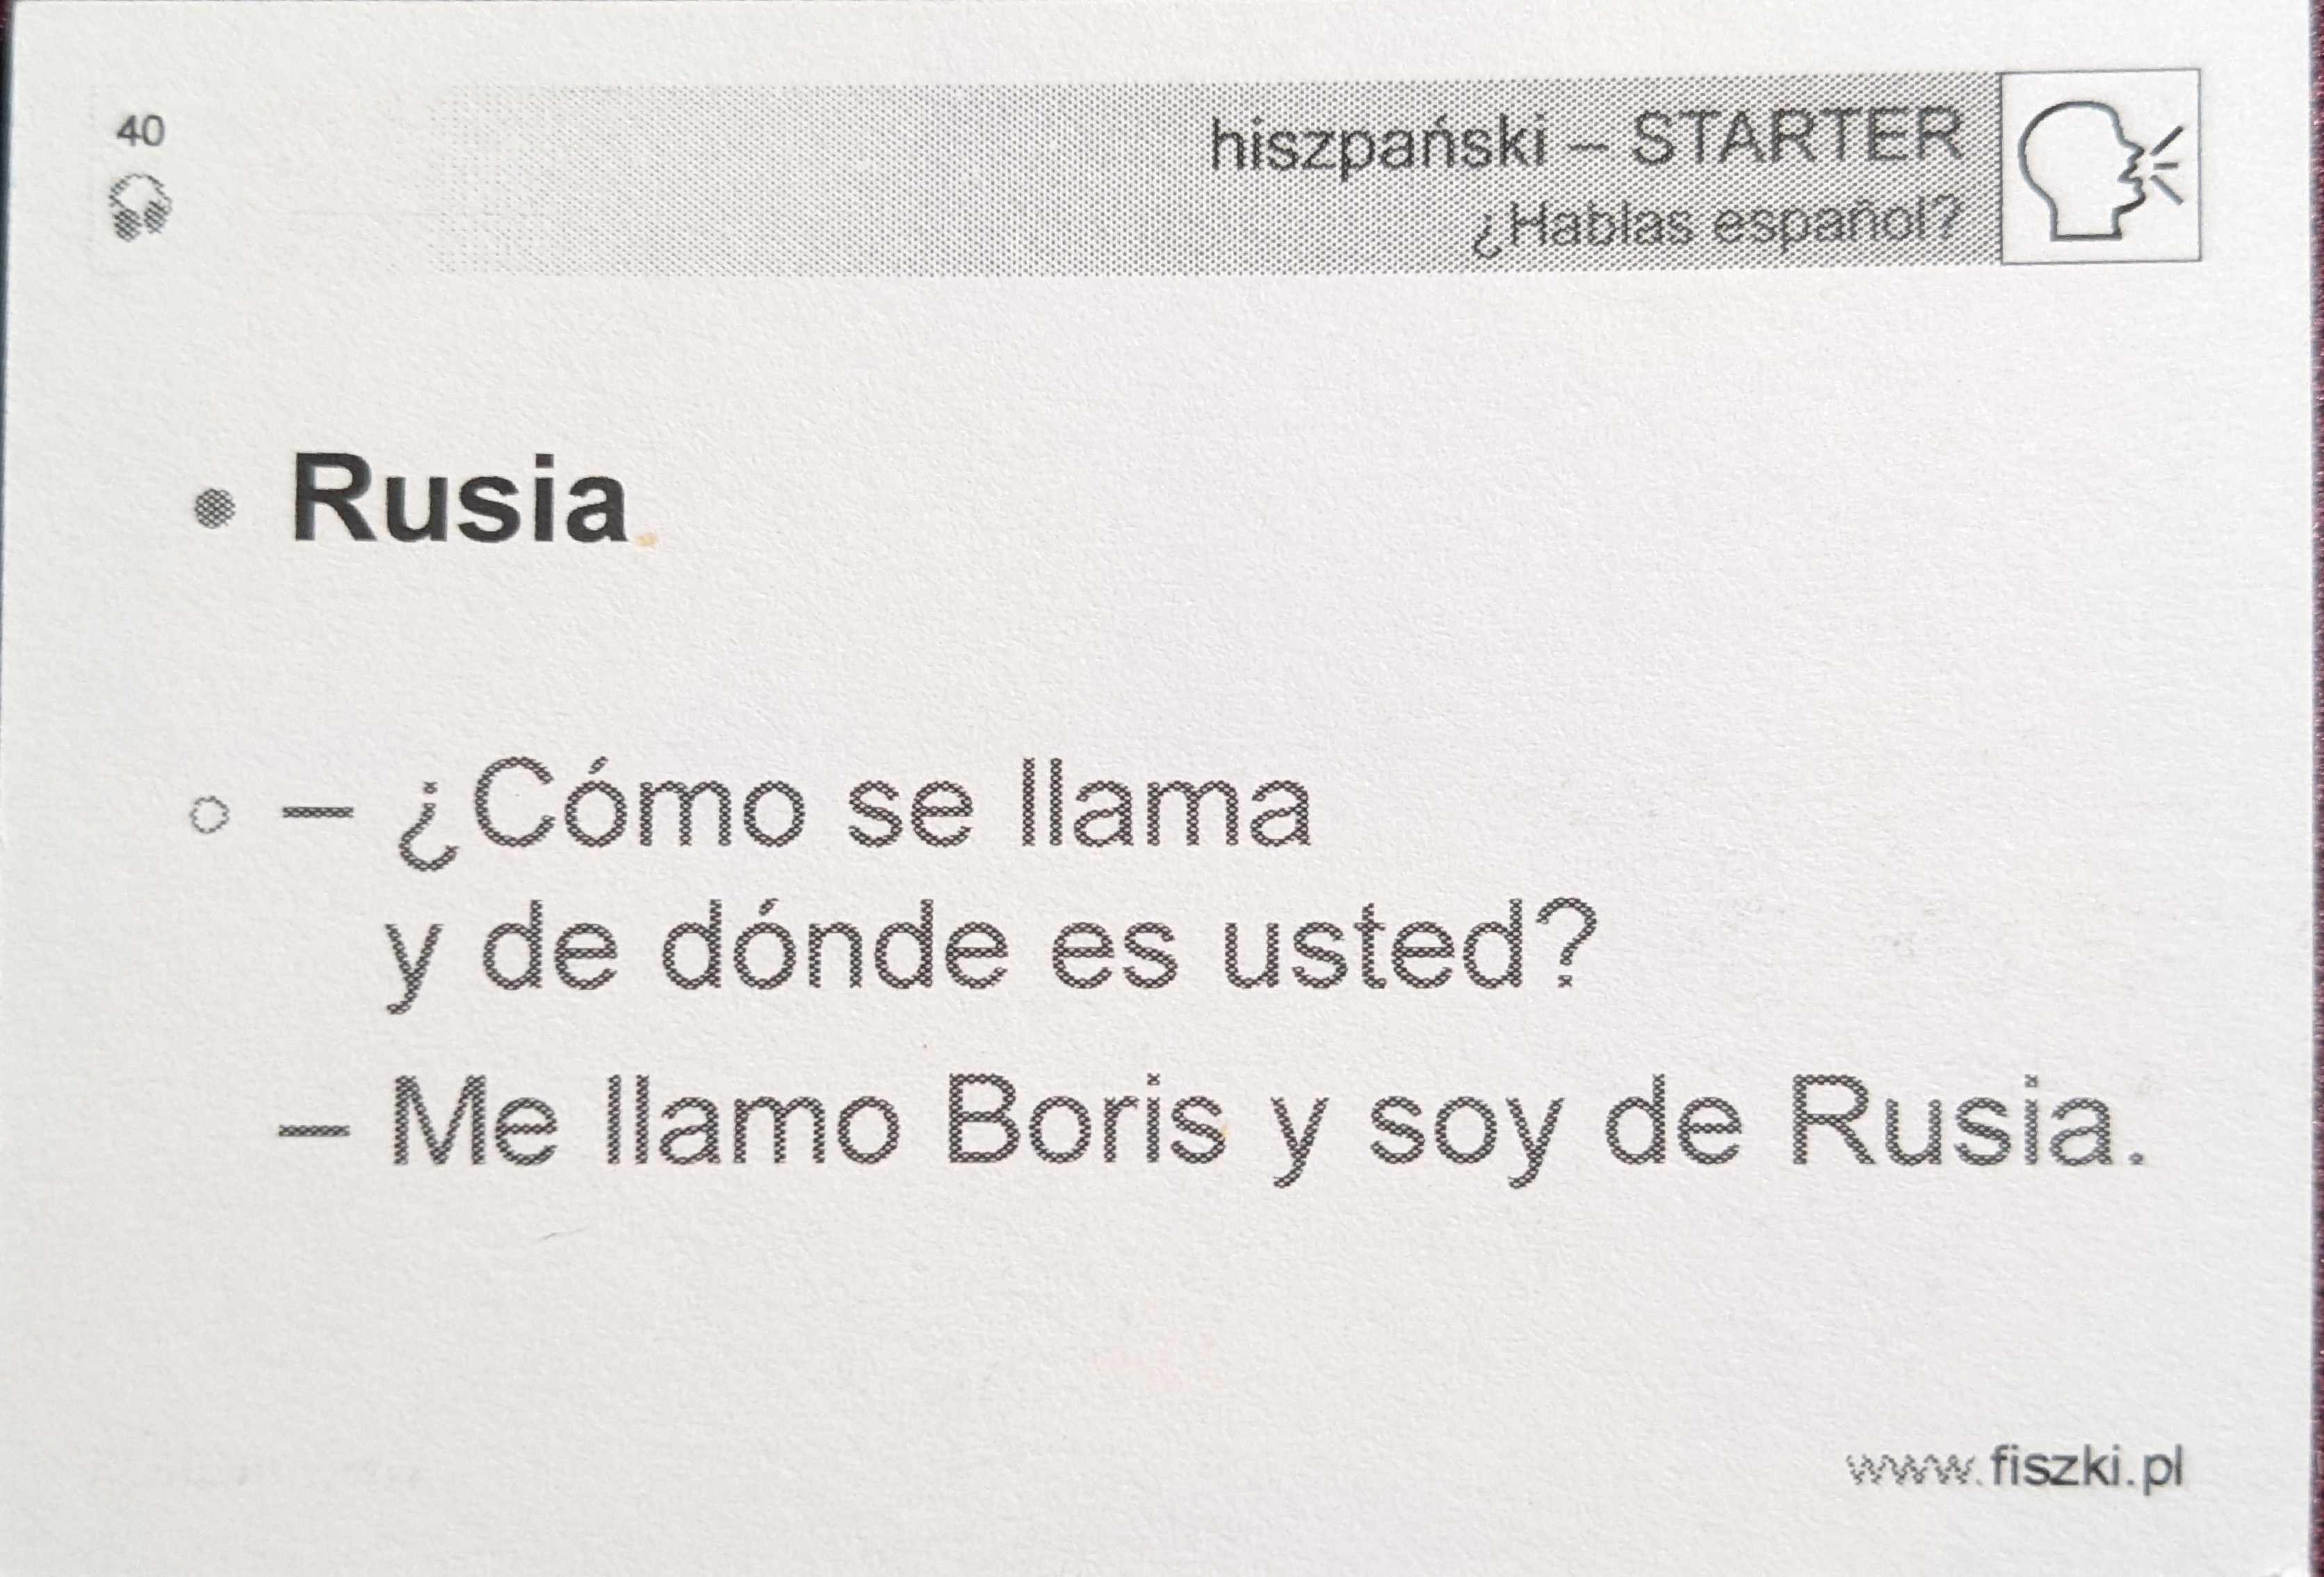 40
hiszpański – STARTER
¿Hablas español?
• Rusia
○ – ¿Cómo se llama
y de dónde es usted?
– Me llamo Boris y soy de Rusia.
www.fiszki.pl